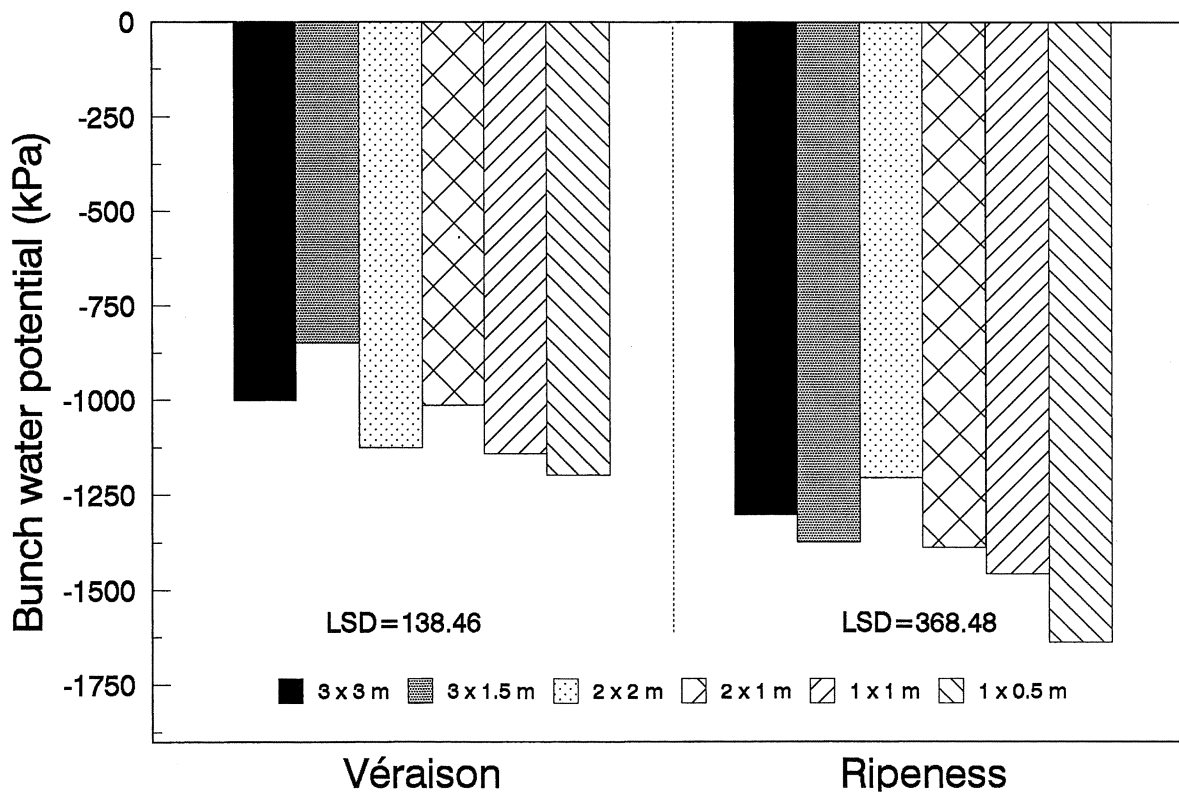 Bunch water potential (kPa)
0
-250
-500
-750
-1000
-1250
-1500
-1750
LSD=138.46
LSD=368.48
3 x 3 m 3 x 1.5 m 2 x 2 m 2 x 1 m 1 x 1 m 1 x 0.5 m
Véraison
Ripeness